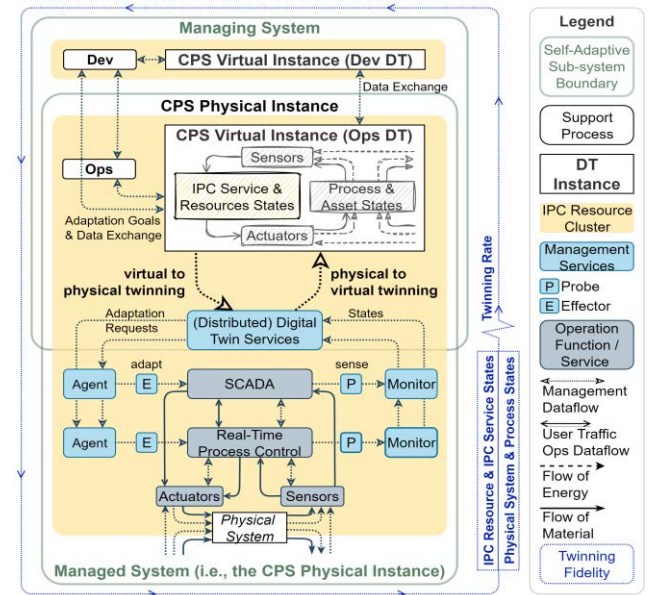 Managing System
Dev
CPS Virtual Instance (Dev DT)
Data Exchange
CPS Physical Instance
CPS Virtual Instance (Ops DT)
Sensors
Ops
IPC Service &
Resources States
Process &
Asset States
Actuators
Adaptation Goals
& Data Exchange
virtual to
physical twinning
physical to
virtual twinning
Adaptation
Requests
(Distributed) Digital
Twin Services
States
Agent
adapt
E
SCADA
sense
P
Monitor
Agent
E
Real-Time
Process Control
P
Monitor
Actuators
Sensors
Physical
System
Managed System (i.e., the CPS Physical Instance)
Twinning Rate
IPC Resource & IPC Service States
Physical System & Process States
Legend
Self-Adaptive
Sub-system
Boundary
Support
Process
DT
Instance
IPC Resource
Cluster
Management
Services
P Probe
E Effector
Operation
Function /
Service
Management
Dataflow
User Traffic
Ops Dataflow
Flow of
Energy
Flow of
Material
Twinning
Fidelity